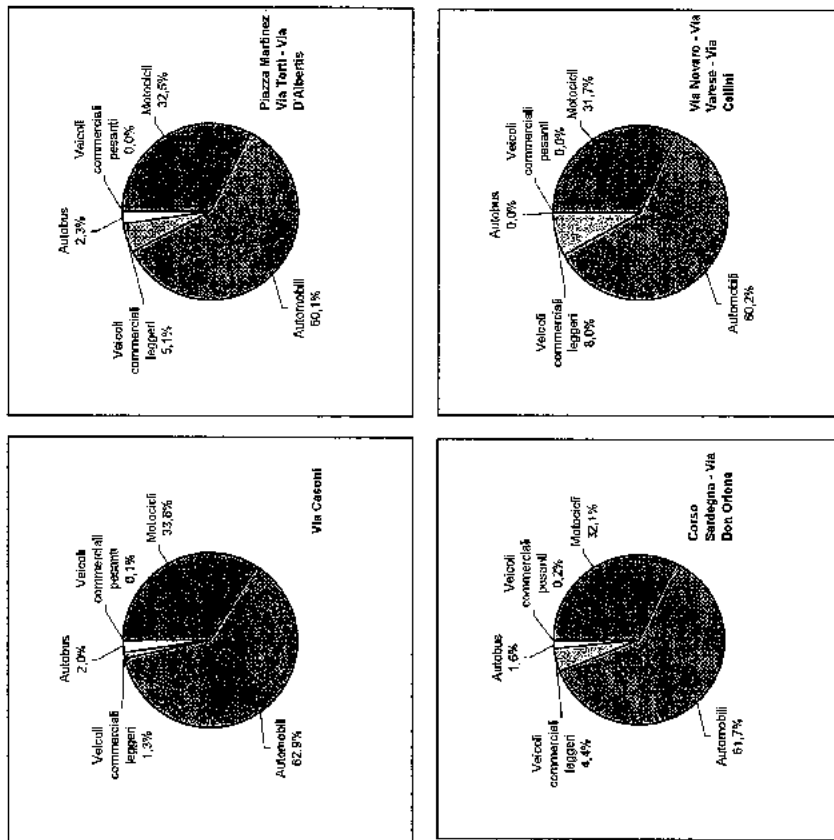 Veicoli
commerciali
pesanti
0,1%
Autobus
2,0%
Veicoli
commerciali
leggeri
1,3%
Motocicli
33,8%
Automobili
62,9%
Via Casoni
Veicoli
commerciali
pesanti
0,0%
Autobus
2,3%
Veicoli
commerciali
leggeri
5,1%
Motocicli
32,5%
Automobili
60,1%
Piazza Martinez
Via Torti - Via
D'Albertis
Veicoli
commerciali
pesanti
0,2%
Autobus
1,6%
Veicoli
commerciali
leggeri
4,4%
Motocicli
32,1%
Automobili
61,7%
Corso
Sardegna - Via
Don Orione
Veicoli
commerciali
pesanti
0,0%
Autobus
0,0%
Veicoli
commerciali
leggeri
8,0%
Motocicli
31,7%
Automobili
60,2%
Via Novaro - Via
Varese - Via
Cellini